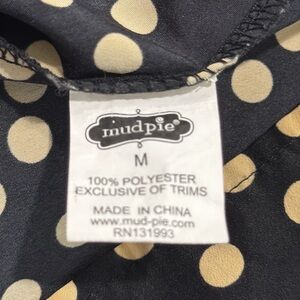 mudpie®
M
100% POLYESTER
EXCLUSIVE OF TRIMS
MADE IN CHINA
www.mud-pie.com
RN131993